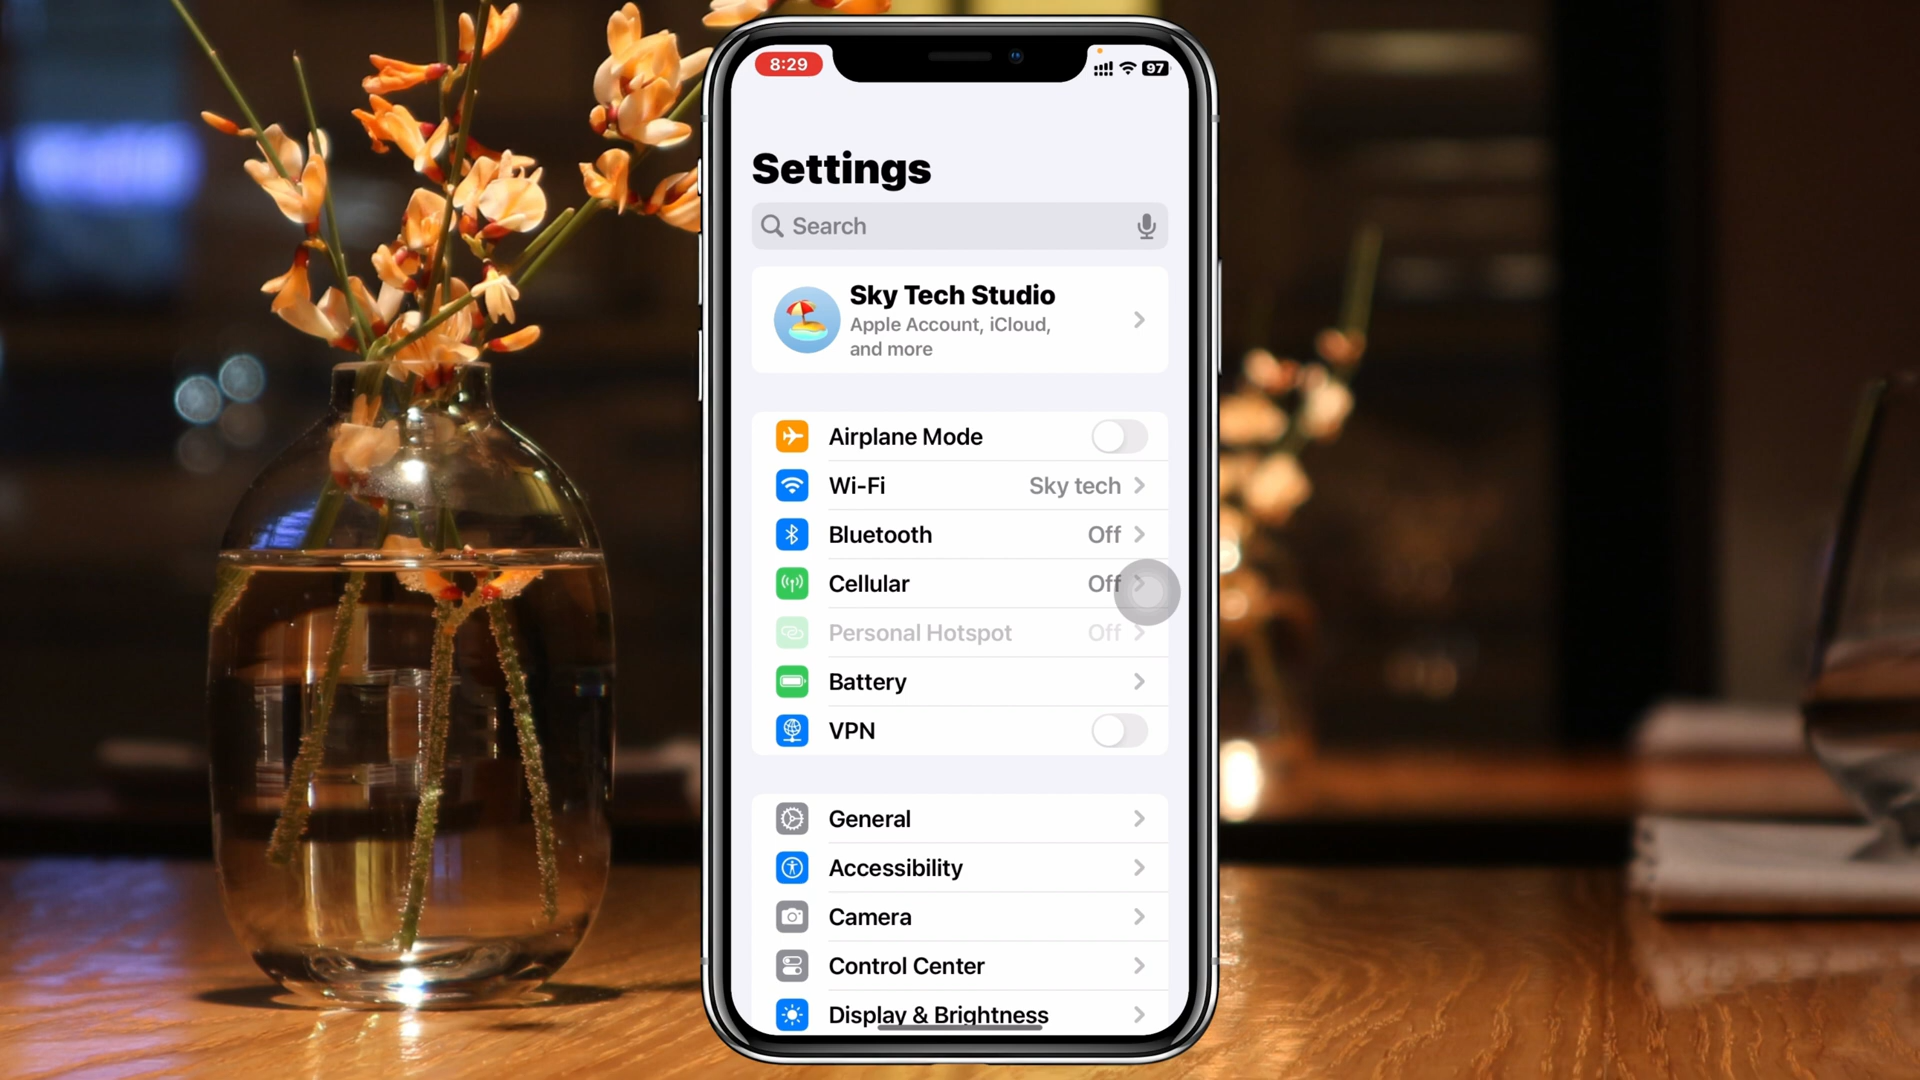 8:29
97
Settings
Search
Sky Tech Studio
Apple Account, iCloud,
and more
Airplane Mode
Wi-Fi Sky tech
Bluetooth Off
Cellular Off
Personal Hotspot Off
Battery
VPN
General
Accessibility
Camera
Control Center
Display & Brightness